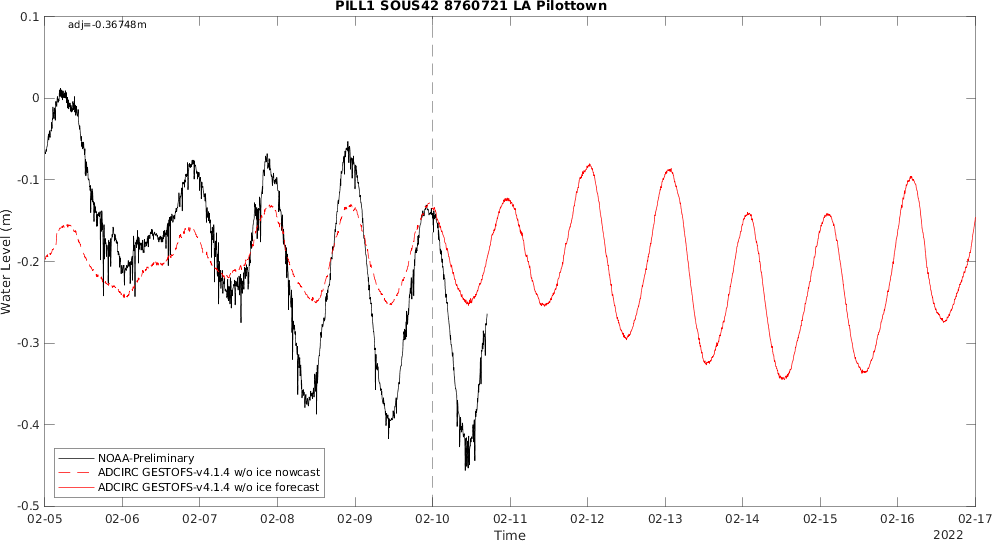 PILL1 SOUS42 8760721 LA Pilottown
adj=-0.36748m
0.1
0
-0.1
-0.2
-0.3
-0.4
-0.5
Water Level (m)
NOAA-Preliminary
ADCIRC GESTOFS-v4.1.4 w/o ice nowcast
ADCIRC GESTOFS-v4.1.4 w/o ice forecast
02-05 02-06 02-07 02-08 02-09 02-10 02-11 02-12 02-13 02-14 02-15 02-16 02-17
Time
2022